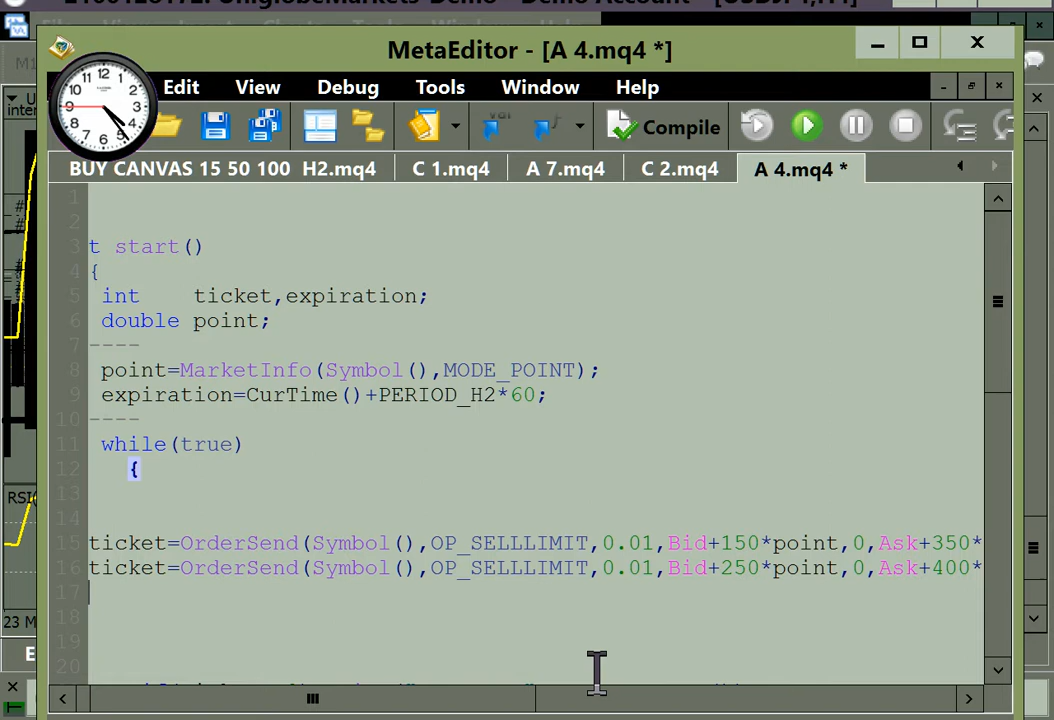 MetaEditor - [A 4.mq4 *]
Edit View Debug Tools Window Help
Compile
BUY CANVAS 15 50 100 H2.mq4 C 1.mq4 A 7.mq4 C 2.mq4 A 4.mq4 *
1
2
3 t start()
4 {
5 int ticket,expiration;
6 double point;
7 ----
8 point=MarketInfo(Symbol(),MODE_POINT);
9 expiration=CurTime()+PERIOD_H2*60;
10 ----
11 while(true)
12 {
13
14
15 ticket=OrderSend(Symbol(),OP_SELLLIMIT,0.01,Bid+150*point,0,Ask+350*
16 ticket=OrderSend(Symbol(),OP_SELLLIMIT,0.01,Bid+250*point,0,Ask+400*
17
18
19
20
RSI(
23 M